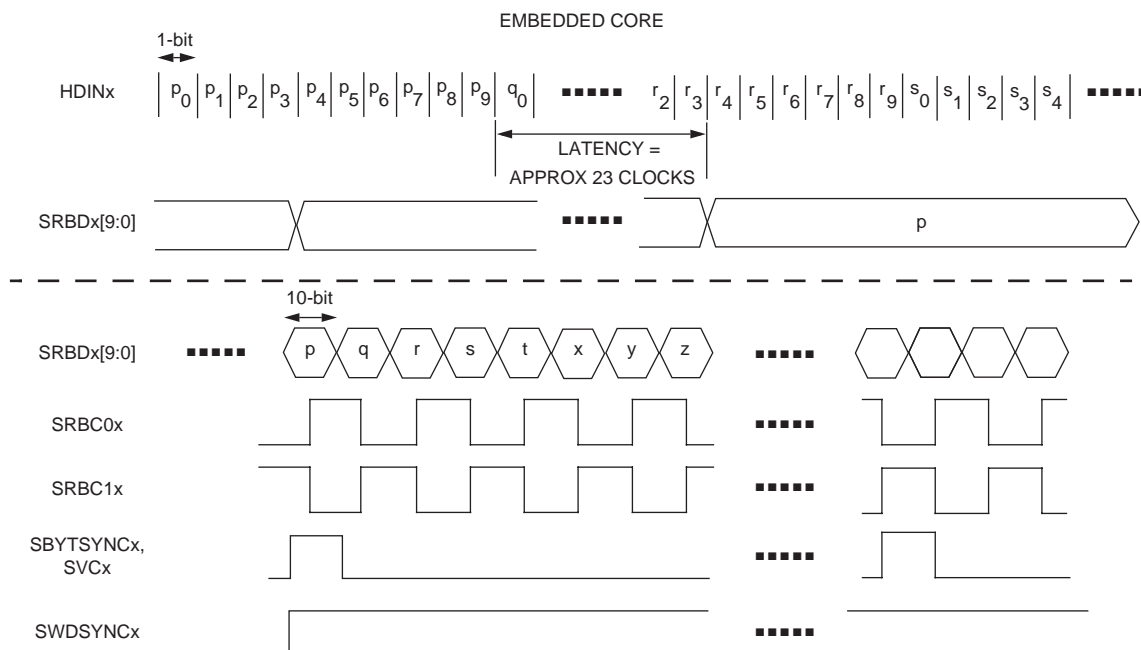 EMBEDDED CORE
1-bit
HDINx p0 p1 p2 p3 p4 p5 p6 p7 p8 p9 q0 r2 r3 r4 r5 r6 r7 r8 r9 s0 s1 s2 s3 s4
LATENCY =
APPROX 23 CLOCKS
SRBDx[9:0] p
10-bit
SRBDx[9:0] p q r s t x y z
SRBC0x
SRBC1x
SBYTSYNCx,
SVCx
SWDSYNCx